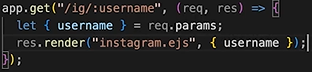 app.get("/ig/:username", (req, res) => {
  let { username } = req.params;
  res.render("instagram.ejs", { username });
});